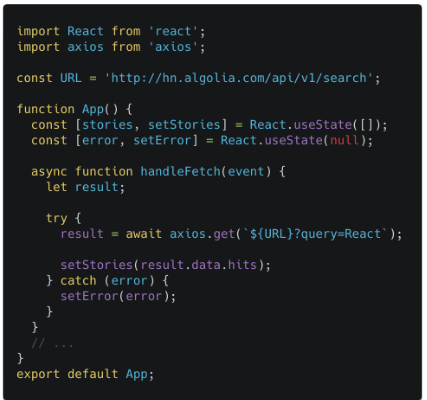 import React from 'react';
import axios from 'axios';

const URL = 'http://hn.algolia.com/api/v1/search';

function App() {
  const [stories, setStories] = React.useState([]);
  const [error, setError] = React.useState(null);

  async function handleFetch(event) {
    let result;

    try {
      result = await axios.get(`${URL}?query=React`);

      setStories(result.data.hits);
    } catch (error) {
      setError(error);
    }
  }
  // ...
}
export default App;